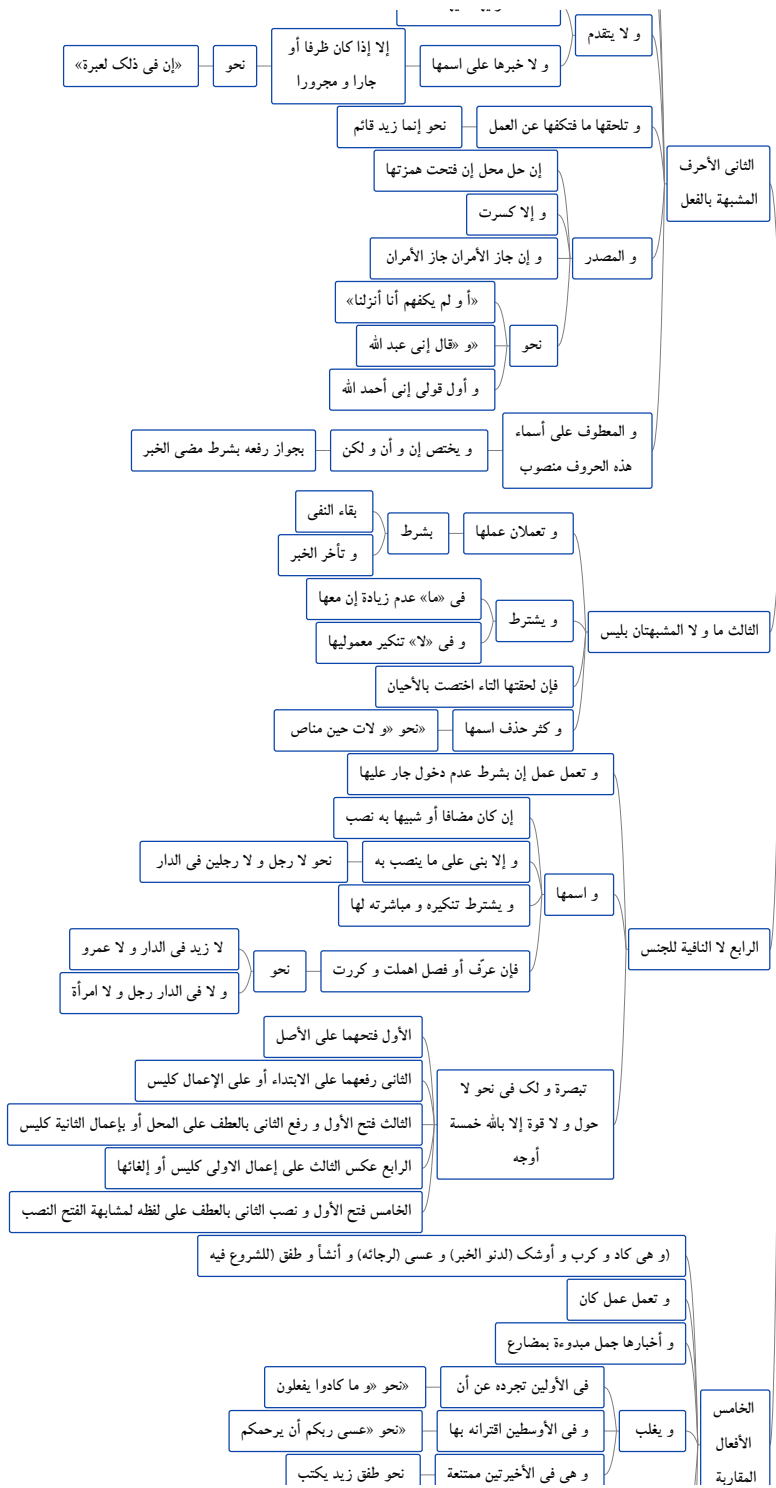 و لا يتقدم
و لا خبرها على اسمها
إلا إذا كان ظرفا أو
جارا و مجرورا
نحو
«إن فى ذلک لعبرة»
الثانى الأحرف
المشبهة بالفعل
و تلحقها ما فتكفها عن العمل
نحو إنما زيد قائم
و المصدر
إن حل محل إن فتحت همزتها
و إلا كسرت
و إن جاز الأمران جاز الأمران
نحو
«أ و لم يكفهم أنا أنزلنا»
«و «قال إنى عبد الله
و أول قولى إنى أحمد الله
و المعطوف على أسماء
هذه الحروف منصوب
و يختص إن و أن و لكن
بجواز رفعه بشرط مضى الخبر
الثالث ما و لا المشبهتان بليس
و تعملان عملها
بشرط
بقاء النفى
و تأخر الخبر
و يشترط
فى «ما» عدم زيادة إن معها
و فى «لا» تنكير معموليها
فإن لحقتها التاء اختصت بالأحيان
و كثر حذف اسمها
«نحو «و لات حين مناص
الرابع لا النافية للجنس
و تعمل عمل إن بشرط عدم دخول جار عليها
و اسمها
إن كان مضافا أو شبيها به نصب
و إلا بنى على ما ينصب به
نحو لا رجل و لا رجلين فى الدار
و يشترط تنكيره و مباشرته لها
فإن عرّف أو فصل اهملت و كررت
نحو
لا زيد فى الدار و لا عمرو
و لا فى الدار رجل و لا امرأة
تبصرة و لک فى نحو لا
حول و لا قوة إلا بالله خمسة
أوجه
الأول فتحهما على الأصل
الثانى رفعهما على الابتداء أو على الإعمال كليس
الثالث فتح الأول و رفع الثانى بالعطف على المحل أو بإعمال الثانية كليس
الرابع عكس الثالث على إعمال الاولى كليس أو إلغائها
الخامس فتح الأول و نصب الثانى بالعطف على لفظه لمشابهة الفتح النصب
الخامس
الأفعال
المقاربة
(و هى كاد و كرب و أوشک (لدنو الخبر) و عسى (لرجائه) و أنشأ و طفق (للشروع فيه
و تعمل عمل كان
و أخبارها جمل مبدوءة بمضارع
و يغلب
فى الأولين تجرده عن أن
«نحو «و ما كادوا يفعلون
و فى الأوسطين اقترانه بها
«نحو «عسى ربكم أن يرحمكم
و هى فى الأخيرتين ممتنعة
نحو طفق زيد يكتب